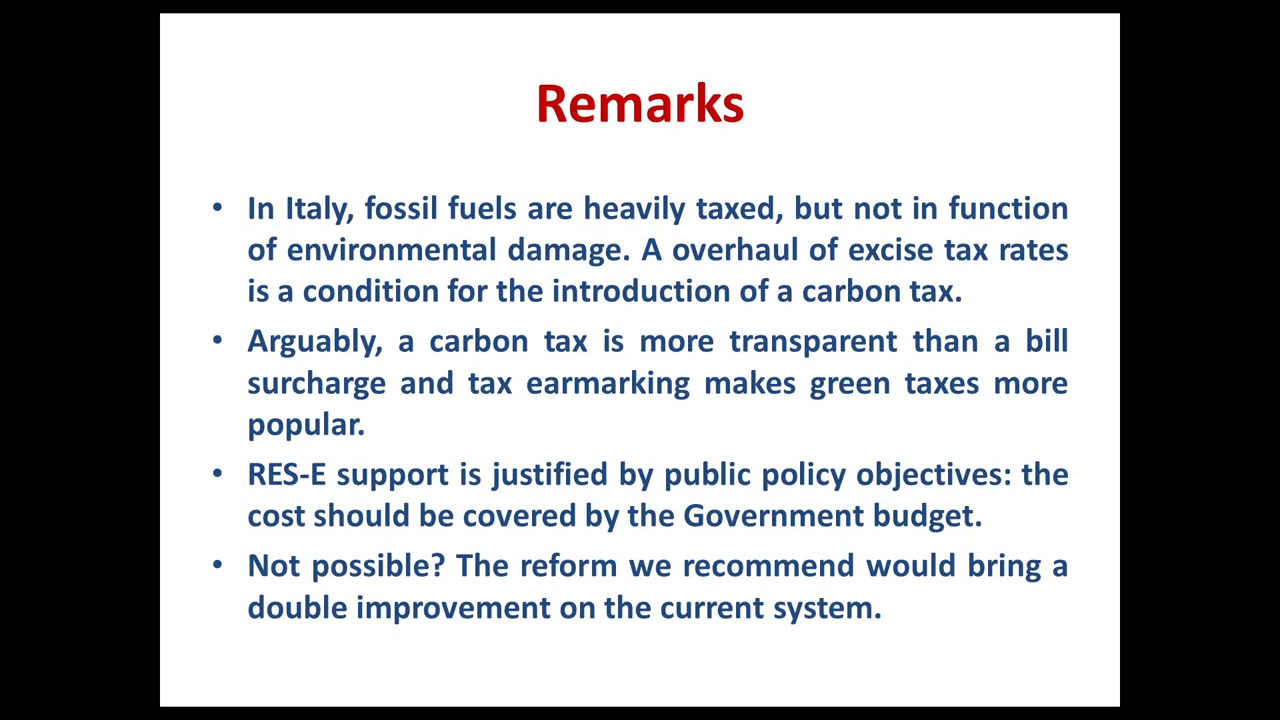 Remarks
• In Italy, fossil fuels are heavily taxed, but not in function
of environmental damage. A overhaul of excise tax rates
is a condition for the introduction of a carbon tax.
• Arguably, a carbon tax is more transparent than a bill
surcharge and tax earmarking makes green taxes more
popular.
• RES-E support is justified by public policy objectives: the
cost should be covered by the Government budget.
• Not possible? The reform we recommend would bring a
double improvement on the current system.